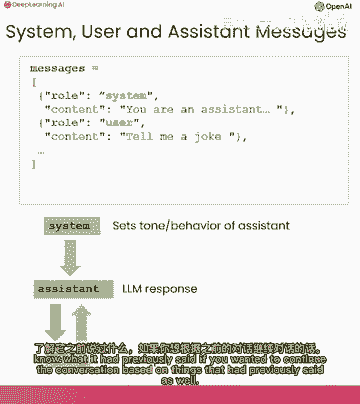 DeepLearning.AI
OpenAI
System, User and Assistant Messages
messages =
[
{"role": "system",
"content": "You are an assistant… "},
{"role": "user",
"content": "Tell me a joke "},
…
]
system
Sets tone/behavior of assistant
assistant
LLM response
了解它之前说过什么，如果你想根据之前的对话继续对话的话。
know what it had previously said if you wanted to continue
the conversation based on things that had previously said
as well.